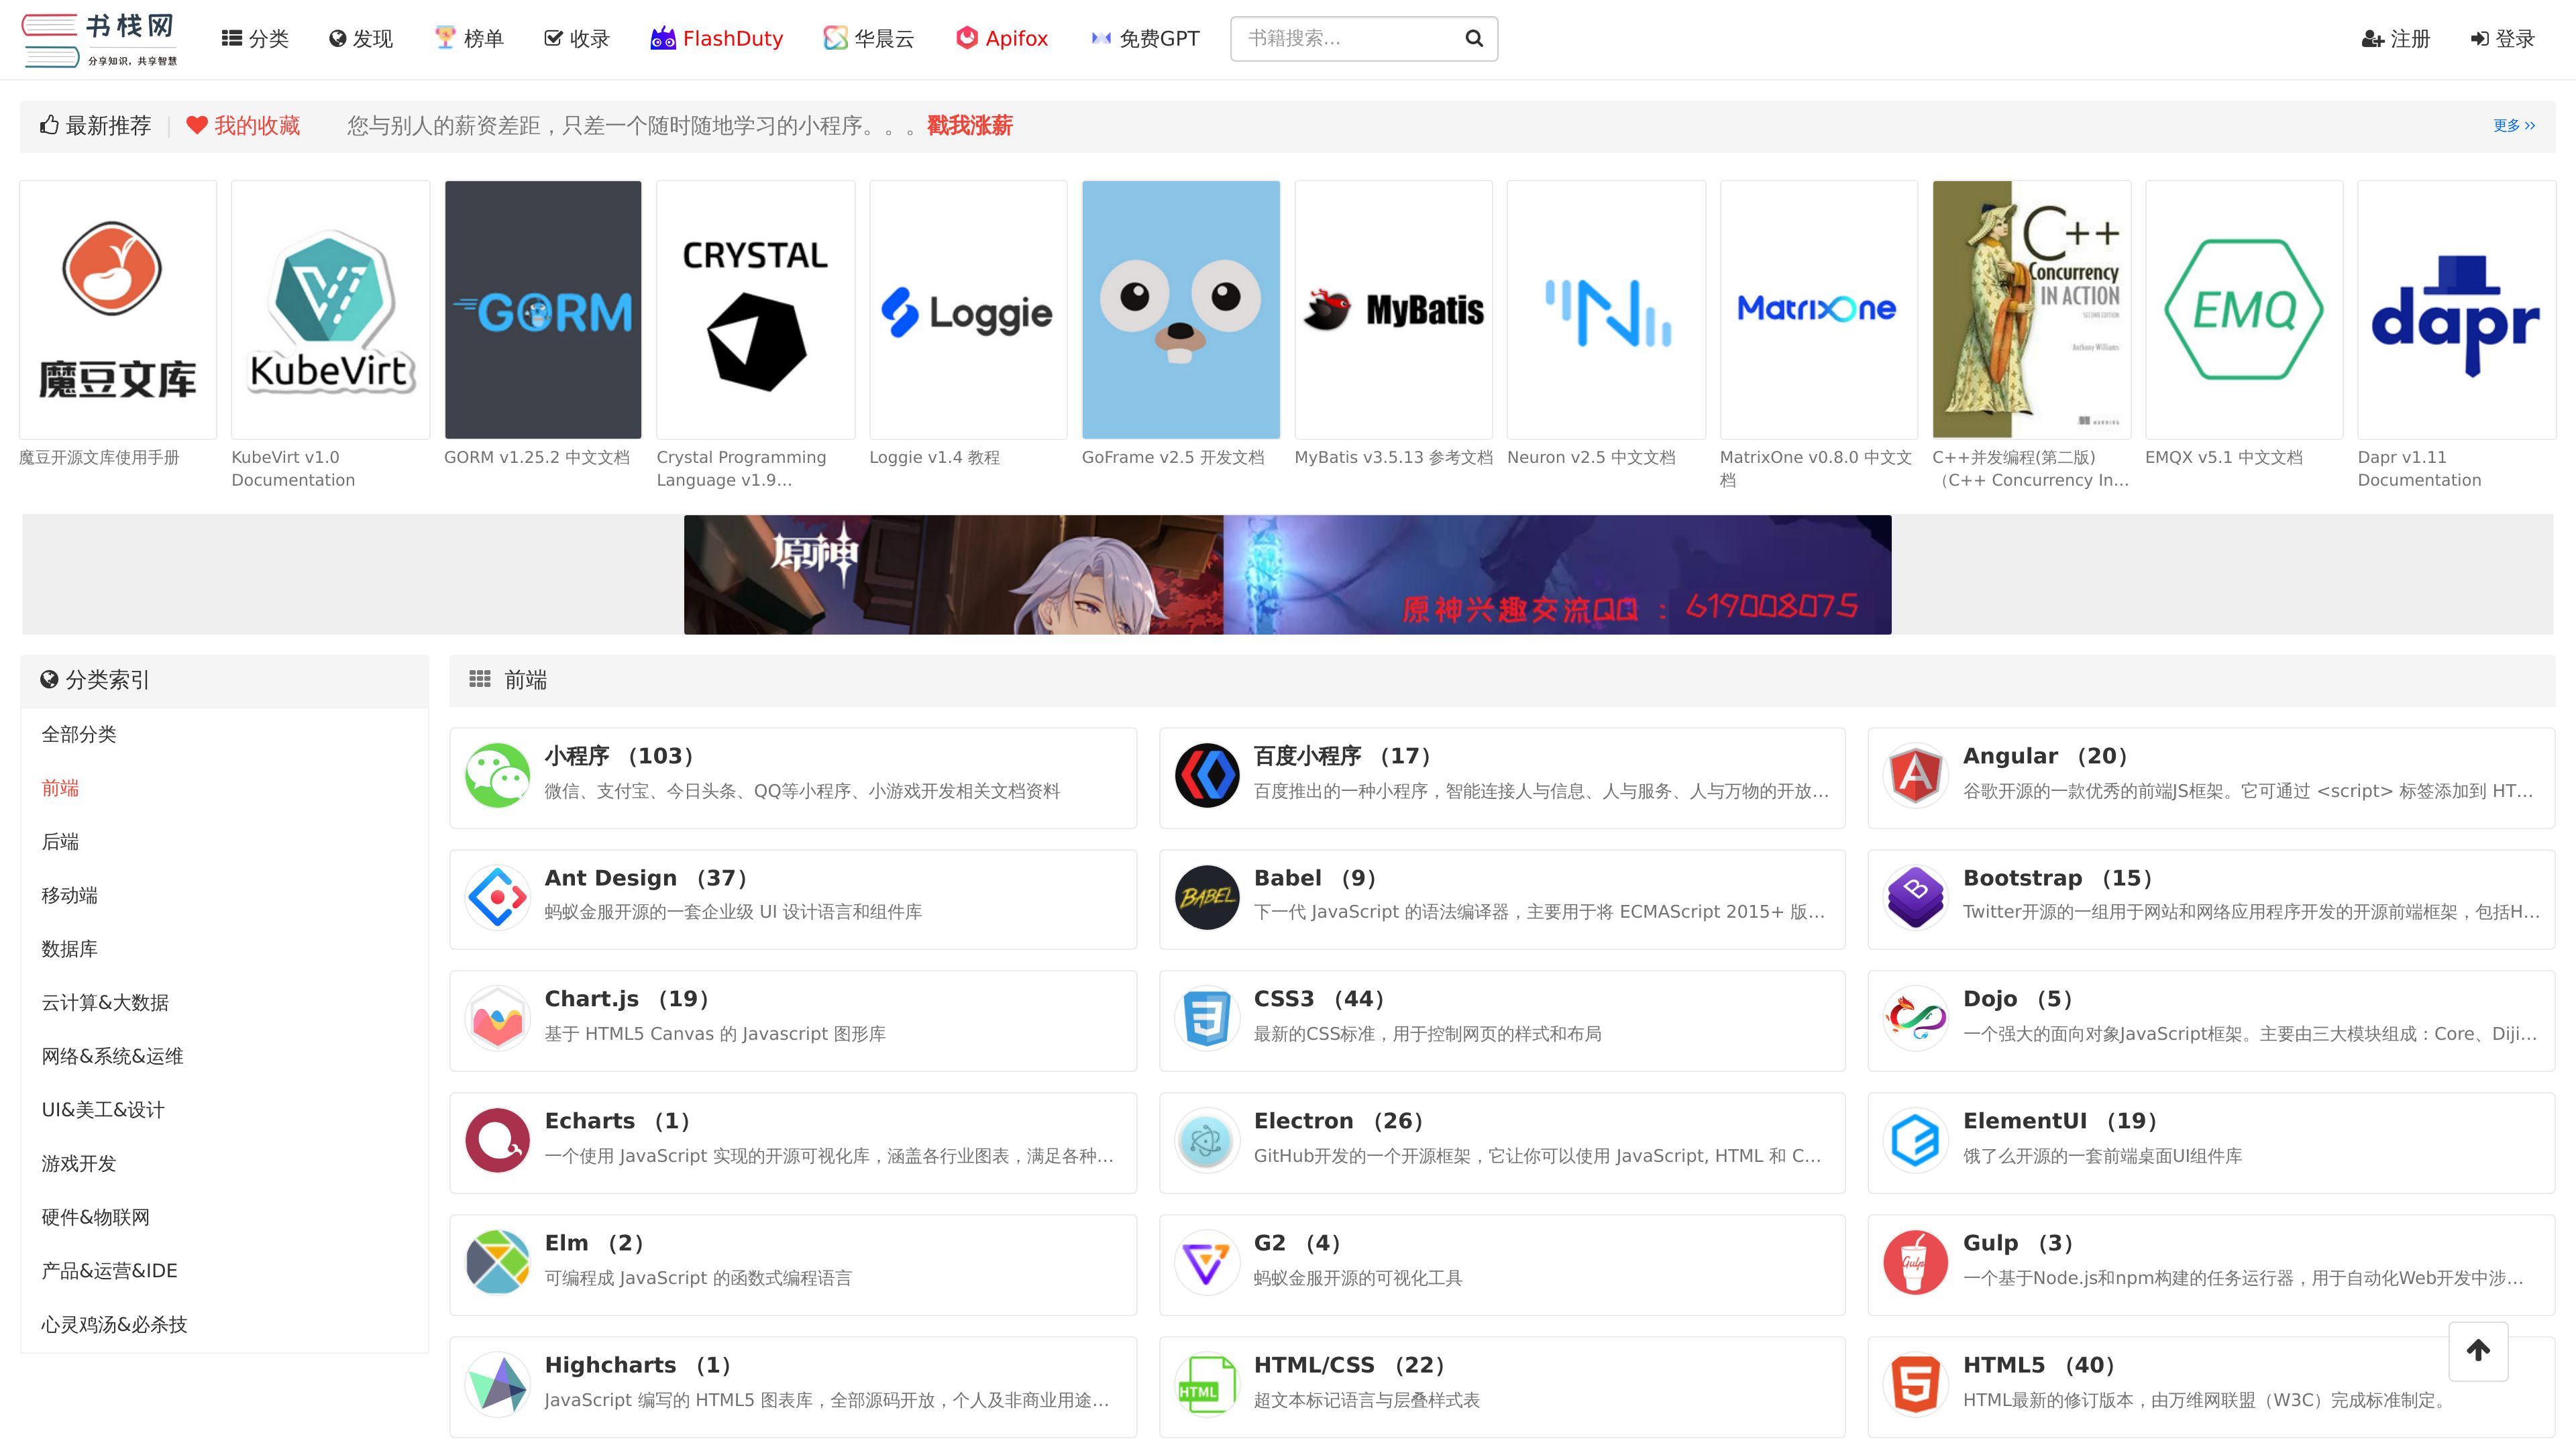 书栈网
分享知识，共享智慧
分类 发现 榜单 收录 FlashDuty 华晨云 Apifox 免费GPT 书籍搜索... 注册 登录
最新推荐 | 我的收藏 您与别人的薪资差距，只差一个随时随地学习的小程序。。。戳我涨薪 更多
魔豆文库
KubeVirt
GORM
CRYSTAL
Loggie
MyBatis
MatrixOne
C++
Concurrency
IN ACTION
SECOND EDITION
Anthony Williams
MANNING
EMQ
dapr
魔豆开源文库使用手册
KubeVirt v1.0
Documentation
GORM v1.25.2 中文文档
Crystal Programming
Language v1.9...
Loggie v1.4 教程
GoFrame v2.5 开发文档
MyBatis v3.5.13 参考文档
Neuron v2.5 中文文档
MatrixOne v0.8.0 中文文
档
C++并发编程(第二版)
（C++ Concurrency In...
EMQX v5.1 中文文档
Dapr v1.11
Documentation
原神
原神兴趣交流QQ ：619008075
分类索引
全部分类
前端
后端
移动端
数据库
云计算&大数据
网络&系统&运维
UI&美工&设计
游戏开发
硬件&物联网
产品&运营&IDE
心灵鸡汤&必杀技
前端
小程序 （103）
微信、支付宝、今日头条、QQ等小程序、小游戏开发相关文档资料
百度小程序 （17）
百度推出的一种小程序，智能连接人与信息、人与服务、人与万物的开放...
Angular （20）
谷歌开源的一款优秀的前端JS框架。它可通过 <script> 标签添加到 HT...
Ant Design （37）
蚂蚁金服开源的一套企业级 UI 设计语言和组件库
BABEL
Babel （9）
下一代 JavaScript 的语法编译器，主要用于将 ECMAScript 2015+ 版...
Bootstrap （15）
Twitter开源的一组用于网站和网络应用程序开发的开源前端框架，包括H...
Chart.js （19）
基于 HTML5 Canvas 的 Javascript 图形库
CSS3 （44）
最新的CSS标准，用于控制网页的样式和布局
Dojo （5）
一个强大的面向对象JavaScript框架。主要由三大模块组成：Core、Diji...
Echarts （1）
一个使用 JavaScript 实现的开源可视化库，涵盖各行业图表，满足各种...
Electron （26）
GitHub开发的一个开源框架，它让你可以使用 JavaScript, HTML 和 C...
ElementUI （19）
饿了么开源的一套前端桌面UI组件库
Elm （2）
可编程成 JavaScript 的函数式编程语言
G2 （4）
蚂蚁金服开源的可视化工具
Gulp
Gulp （3）
一个基于Node.js和npm构建的任务运行器，用于自动化Web开发中涉...
Highcharts （1）
JavaScript 编写的 HTML5 图表库，全部源码开放，个人及非商业用途...
HTML
HTML/CSS （22）
超文本标记语言与层叠样式表
HTML5 （40）
HTML最新的修订版本，由万维网联盟（W3C）完成标准制定。